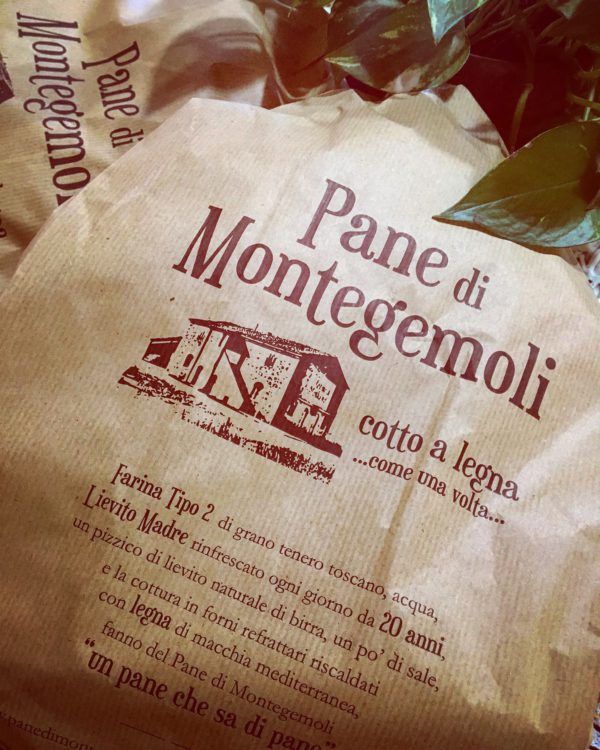 Pane di
Montegemoli
Pane di
Montegemoli
cotto a legna
...come una volta...
Farina Tipo 2 di grano tenero toscano, acqua,
Lievito Madre rinfrescato ogni giorno da 20 anni,
un pizzico di lievito naturale di birra, un po' di sale,
e la cottura in forni refrattari riscaldati
con legna di macchia mediterranea,
fanno del Pane di Montegemoli
"un pane che sa di pane"